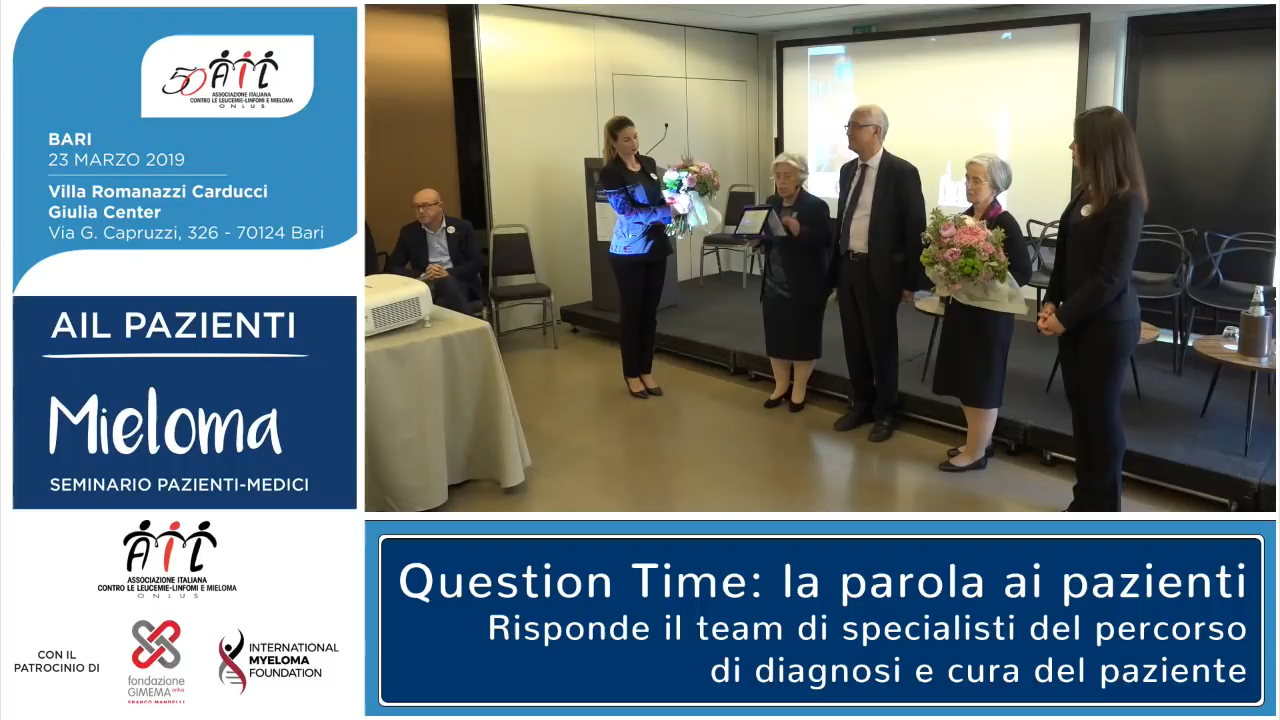 50 AIL
ASSOCIAZIONE ITALIANA
CONTRO LE LEUCEMIE-LINFOMI E MIELOMA
ONLUS
BARI
23 MARZO 2019
Villa Romanazzi Carducci
Giulia Center
Via G. Capruzzi, 326 - 70124 Bari
AIL PAZIENTI
Mieloma
SEMINARIO PAZIENTI-MEDICI
AIL
ASSOCIAZIONE ITALIANA
CONTRO LE LEUCEMIE-LINFOMI E MIELOMA
ONLUS
CON IL
PATROCINIO DI
fondazione
GIMEMA onlus
FRANCO MANDELLI
INTERNATIONAL
MYELOMA
FOUNDATION
Question Time: la parola ai pazienti
Risponde il team di specialisti del percorso
di diagnosi e cura del paziente